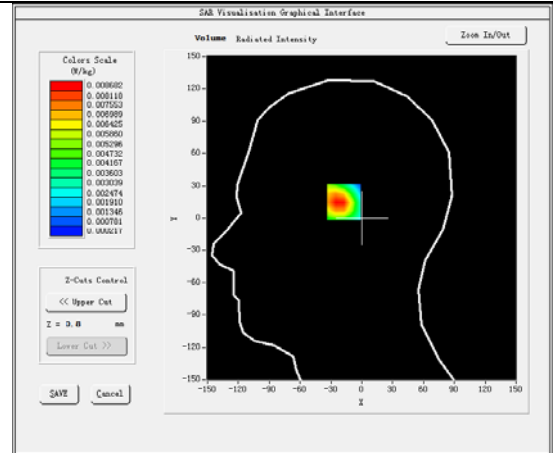 SAR Visualisation Graphical Interface
Volume Radiated Intensity
Zoom In/Out
Colors Scale
(W/kg)
0.008682
0.008118
0.007553
0.006989
0.006425
0.005860
0.005296
0.004732
0.004167
0.003603
0.003039
0.002474
0.001910
0.001346
0.000781
0.000217
150
120
90
60
30
0
-30
-60
-90
-120
-150
Y
-150 -120 -90 -60 -30 0 30 60 90 120 150
X
Z-Cuts Control
<< Upper Cut
Z = 3.0 mm
Lower Cut >>
SAVE Cancel